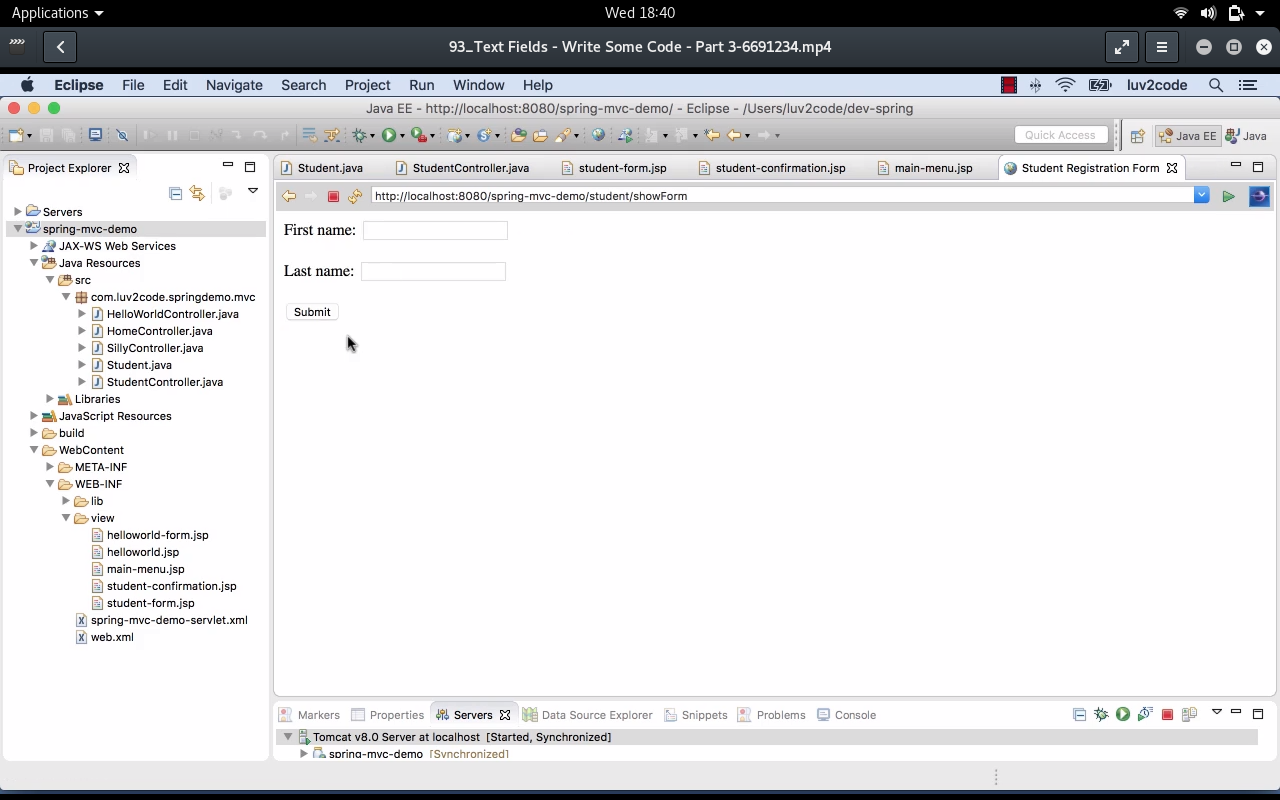 Applications
Wed 18:40
93_Text Fields - Write Some Code - Part 3-6691234.mp4
Eclipse File Edit Navigate Search Project Run Window Help
luv2code
Java EE - http://localhost:8080/spring-mvc-demo/ - Eclipse - /Users/luv2code/dev-spring
Quick Access
Java EE
Java
Project Explorer
Student.java
StudentController.java
student-form.jsp
student-confirmation.jsp
main-menu.jsp
Student Registration Form
http://localhost:8080/spring-mvc-demo/student/showForm
Servers
spring-mvc-demo
JAX-WS Web Services
Java Resources
src
com.luv2code.springdemo.mvc
HelloWorldController.java
HomeController.java
SillyController.java
Student.java
StudentController.java
Libraries
JavaScript Resources
build
WebContent
META-INF
WEB-INF
lib
view
helloworld-form.jsp
helloworld.jsp
main-menu.jsp
student-confirmation.jsp
student-form.jsp
spring-mvc-demo-servlet.xml
web.xml
First name:
Last name:
Submit
Markers
Properties
Servers
Data Source Explorer
Snippets
Problems
Console
Tomcat v8.0 Server at localhost [Started, Synchronized]
spring-mvc-demo [Synchronized]